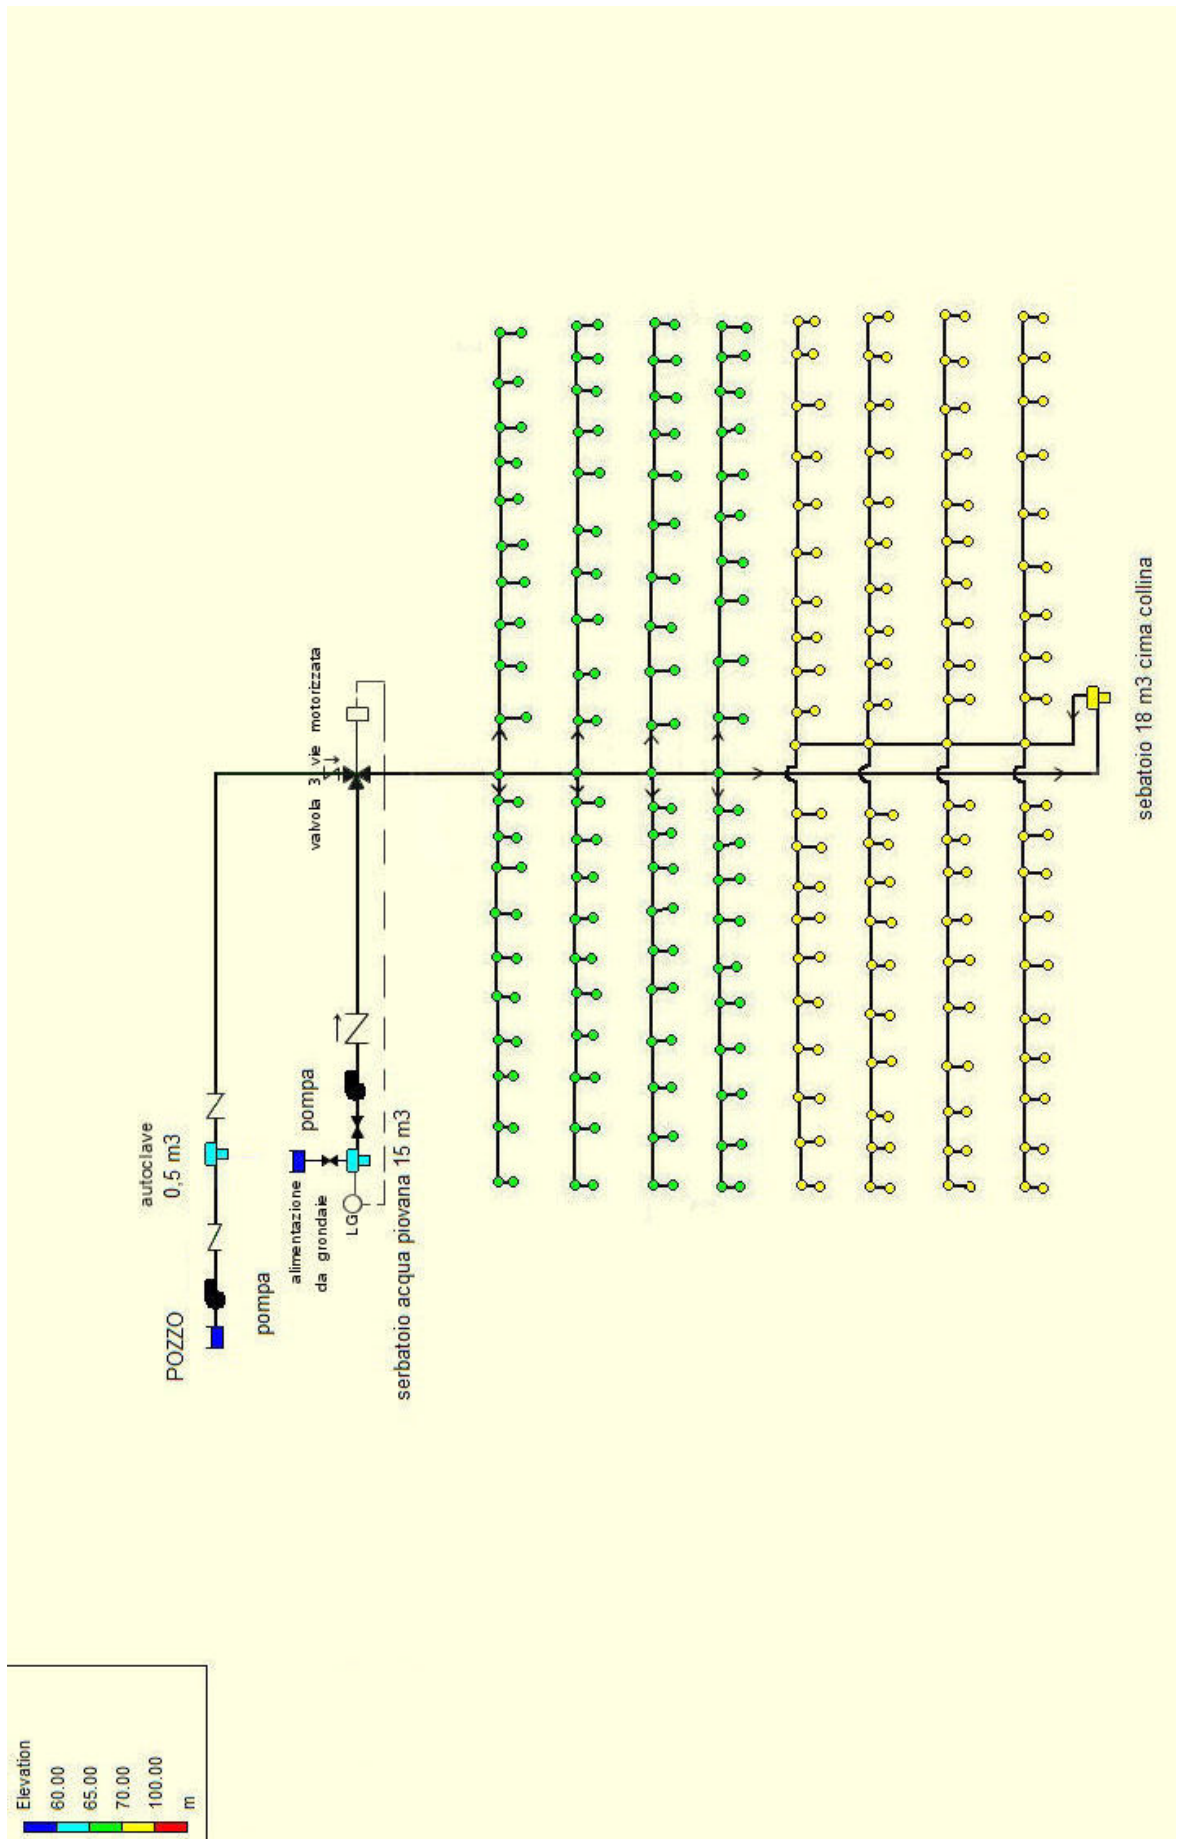 POZZO
pompa
autoclave
0,5 m3
alimentazione
da grondaie
pompa
LG
serbatoio acqua piovana 15 m3
valvola 3 vie motorizzata
sebatoio 18 m3 cima collina
Elevation
60.00
65.00
70.00
100.00
m